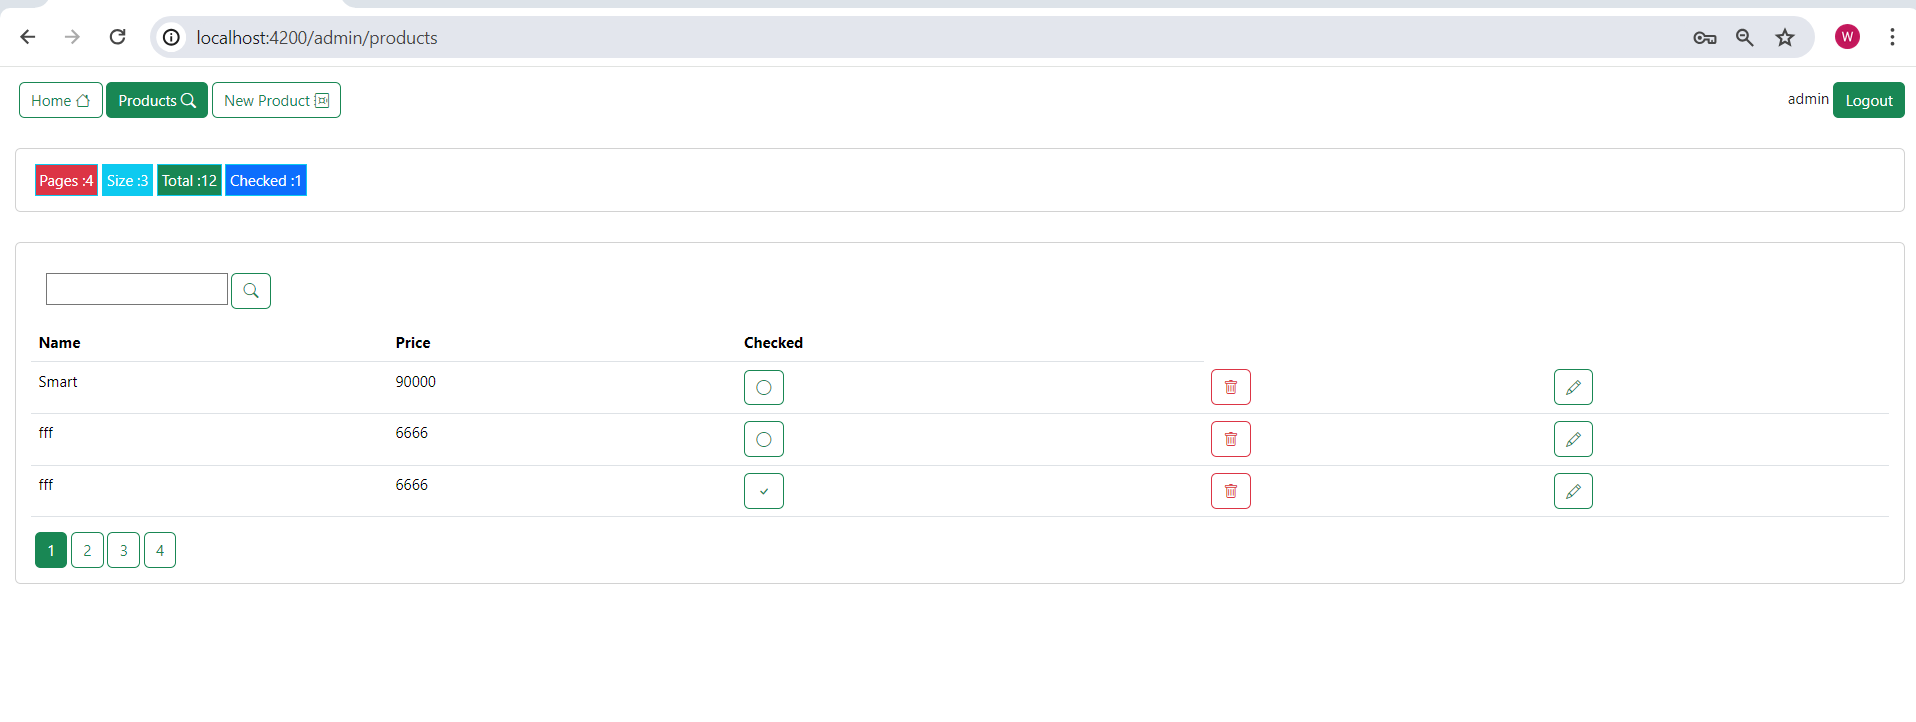 localhost:4200/admin/products
W
Home Products New Product admin Logout
Pages :4 Size :3 Total :12 Checked :1
Name Price Checked
Smart 90000
fff 6666
fff 6666
1 2 3 4